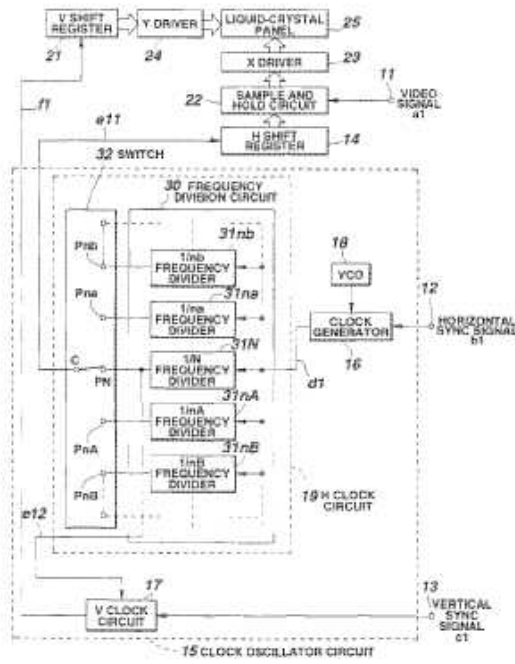 V SHIFT REGISTER
Y DRIVER
LIQUID-CRYSTAL PANEL
25
21
24
X DRIVER
23
f1
22
SAMPLE AND HOLD CIRCUIT
11
VIDEO SIGNAL
a1
e11
H SHIFT REGISTER
14
32 SWITCH
30 FREQUENCY DIVISION CIRCUIT
31nb
Pnb
1/nb FREQUENCY DIVIDER
18
VCO
31na
Pna
1/na FREQUENCY DIVIDER
12
HORIZONTAL SYNC SIGNAL
b1
CLOCK GENERATOR
16
31N
C
PN
1/N FREQUENCY DIVIDER
d1
31nA
PnA
1/nA FREQUENCY DIVIDER
31nB
PnB
1/nB FREQUENCY DIVIDER
19 H CLOCK CIRCUIT
e12
17
V CLOCK CIRCUIT
13
VERTICAL SYNC SIGNAL
c1
15 CLOCK OSCILLATOR CIRCUIT